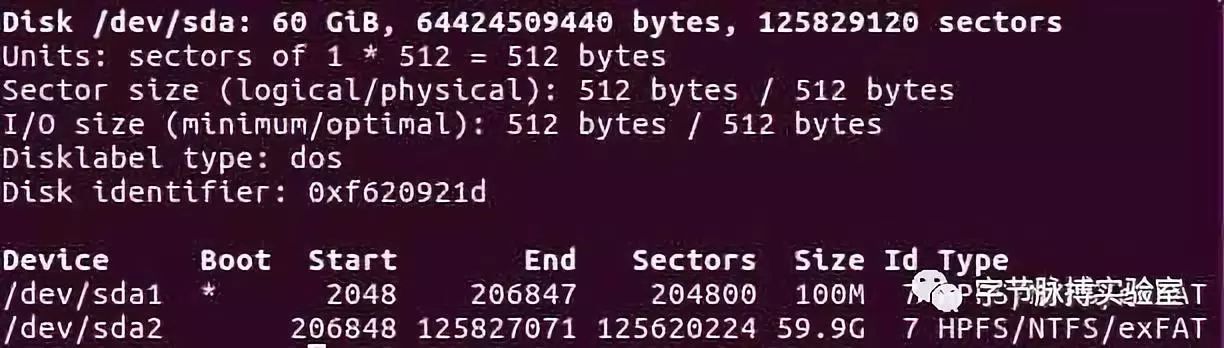 Disk /dev/sda: 60 GiB, 64424509440 bytes, 125829120 sectors
Units: sectors of 1 * 512 = 512 bytes
Sector size (logical/physical): 512 bytes / 512 bytes
I/O size (minimum/optimal): 512 bytes / 512 bytes
Disklabel type: dos
Disk identifier: 0xf620921d
Device Boot Start End Sectors Size Id Type
/dev/sda1 * 2048 206847 204800 100M 7 HPFS/NTFS/exFAT
字节脉搏实验室
/dev/sda2 206848 125827071 125620224 59.9G 7 HPFS/NTFS/exFAT